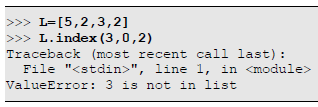 >>> L=[5,2,3,2]
>>> L.index(3,0,2)
Traceback (most recent call last):
  File "<stdin>", line 1, in <module>
ValueError: 3 is not in list